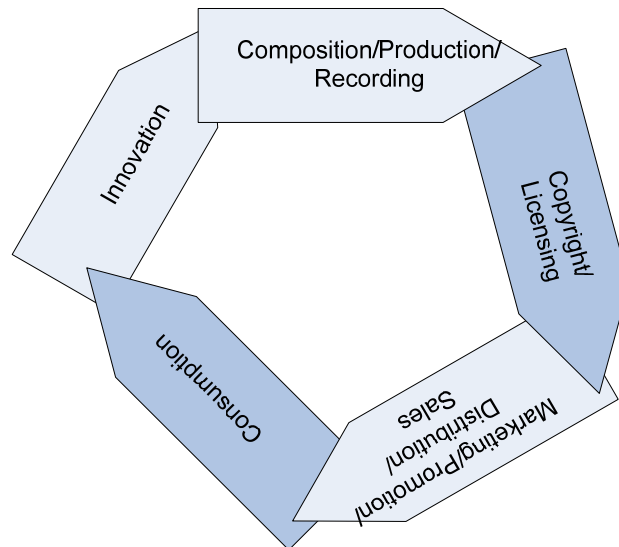 Composition/Production/
Recording
Copyright/
Licensing
Marketing/Promotion/
Distribution/
Sales
Consumption
Innovation